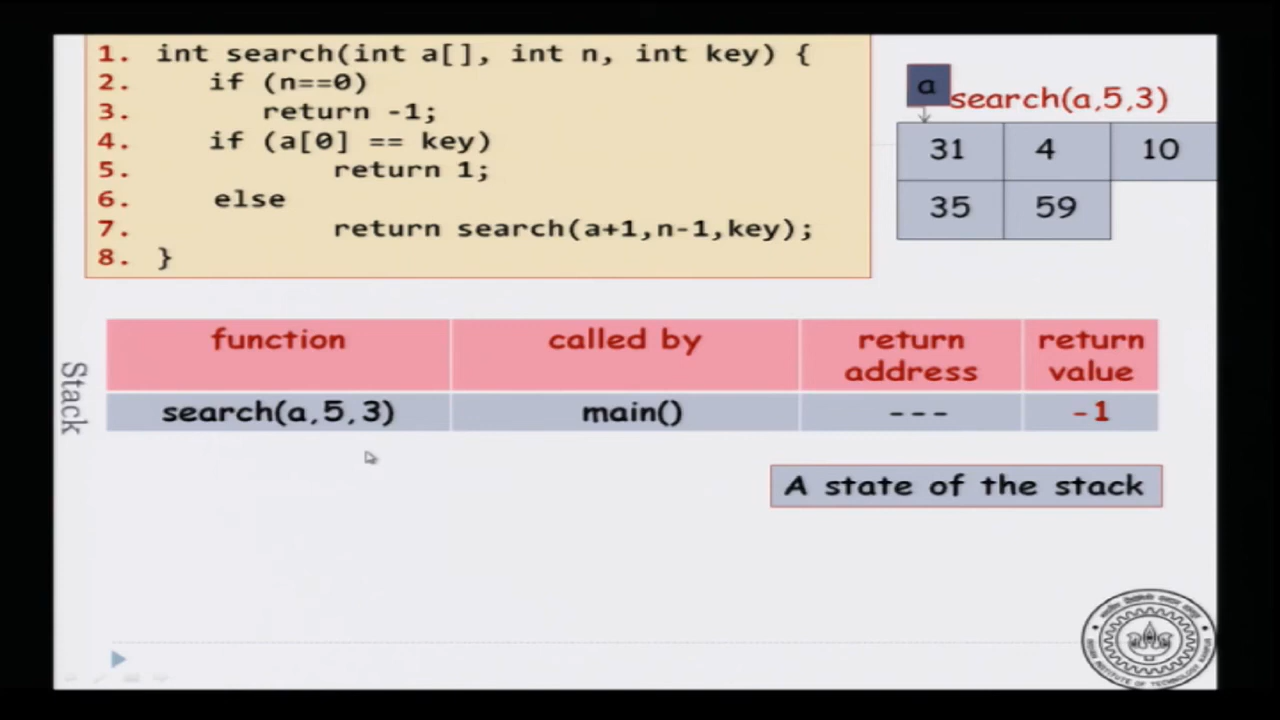 1. int search(int a[], int n, int key) {
2. if (n==0)
3. return -1;
4. if (a[0] == key)
5. return 1;
6. else
7. return search(a+1,n-1,key);
8. }
a
search(a,5,3)
31 4 10
35 59
Stack
function called by return address return value
search(a,5,3) main() --- -1
A state of the stack